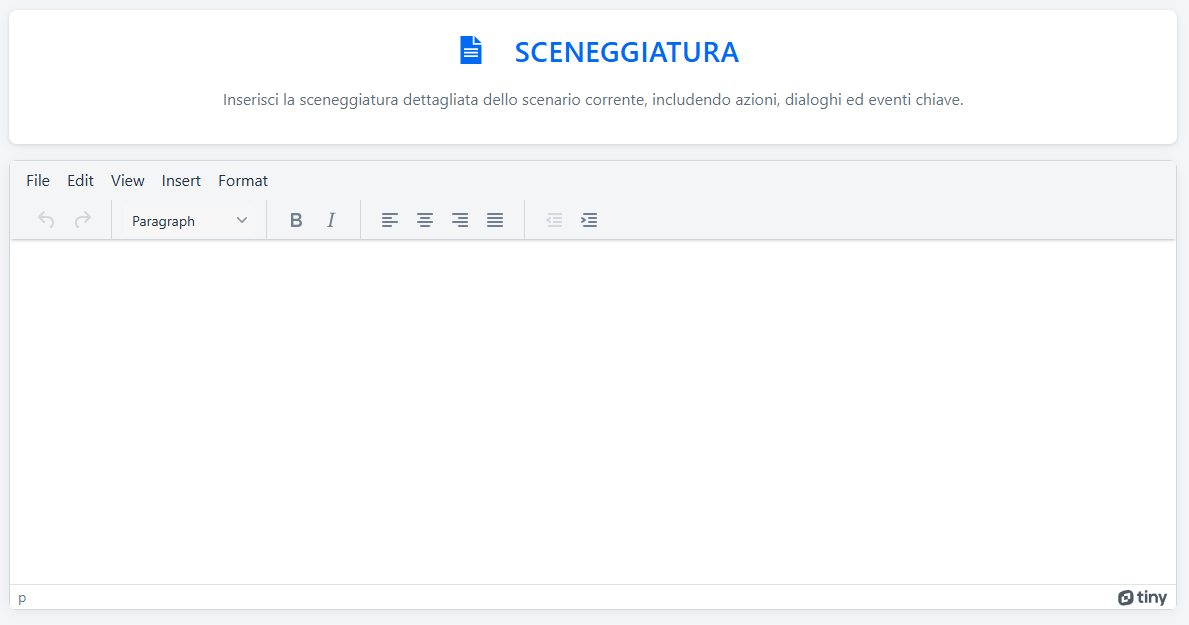 SCENEGGIATURA
Inserisci la sceneggiatura dettagliata dello scenario corrente, includendo azioni, dialoghi ed eventi chiave.
File Edit View Insert Format
Paragraph B I
p tiny